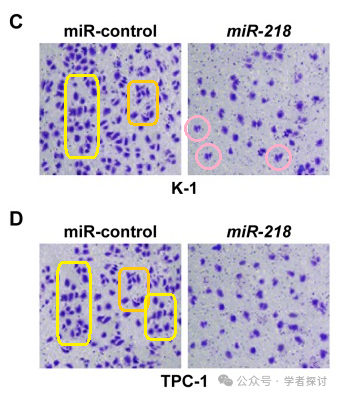 C
miR-control miR-218
K-1
D
miR-control miR-218
TPC-1
公众号 · 学者探讨